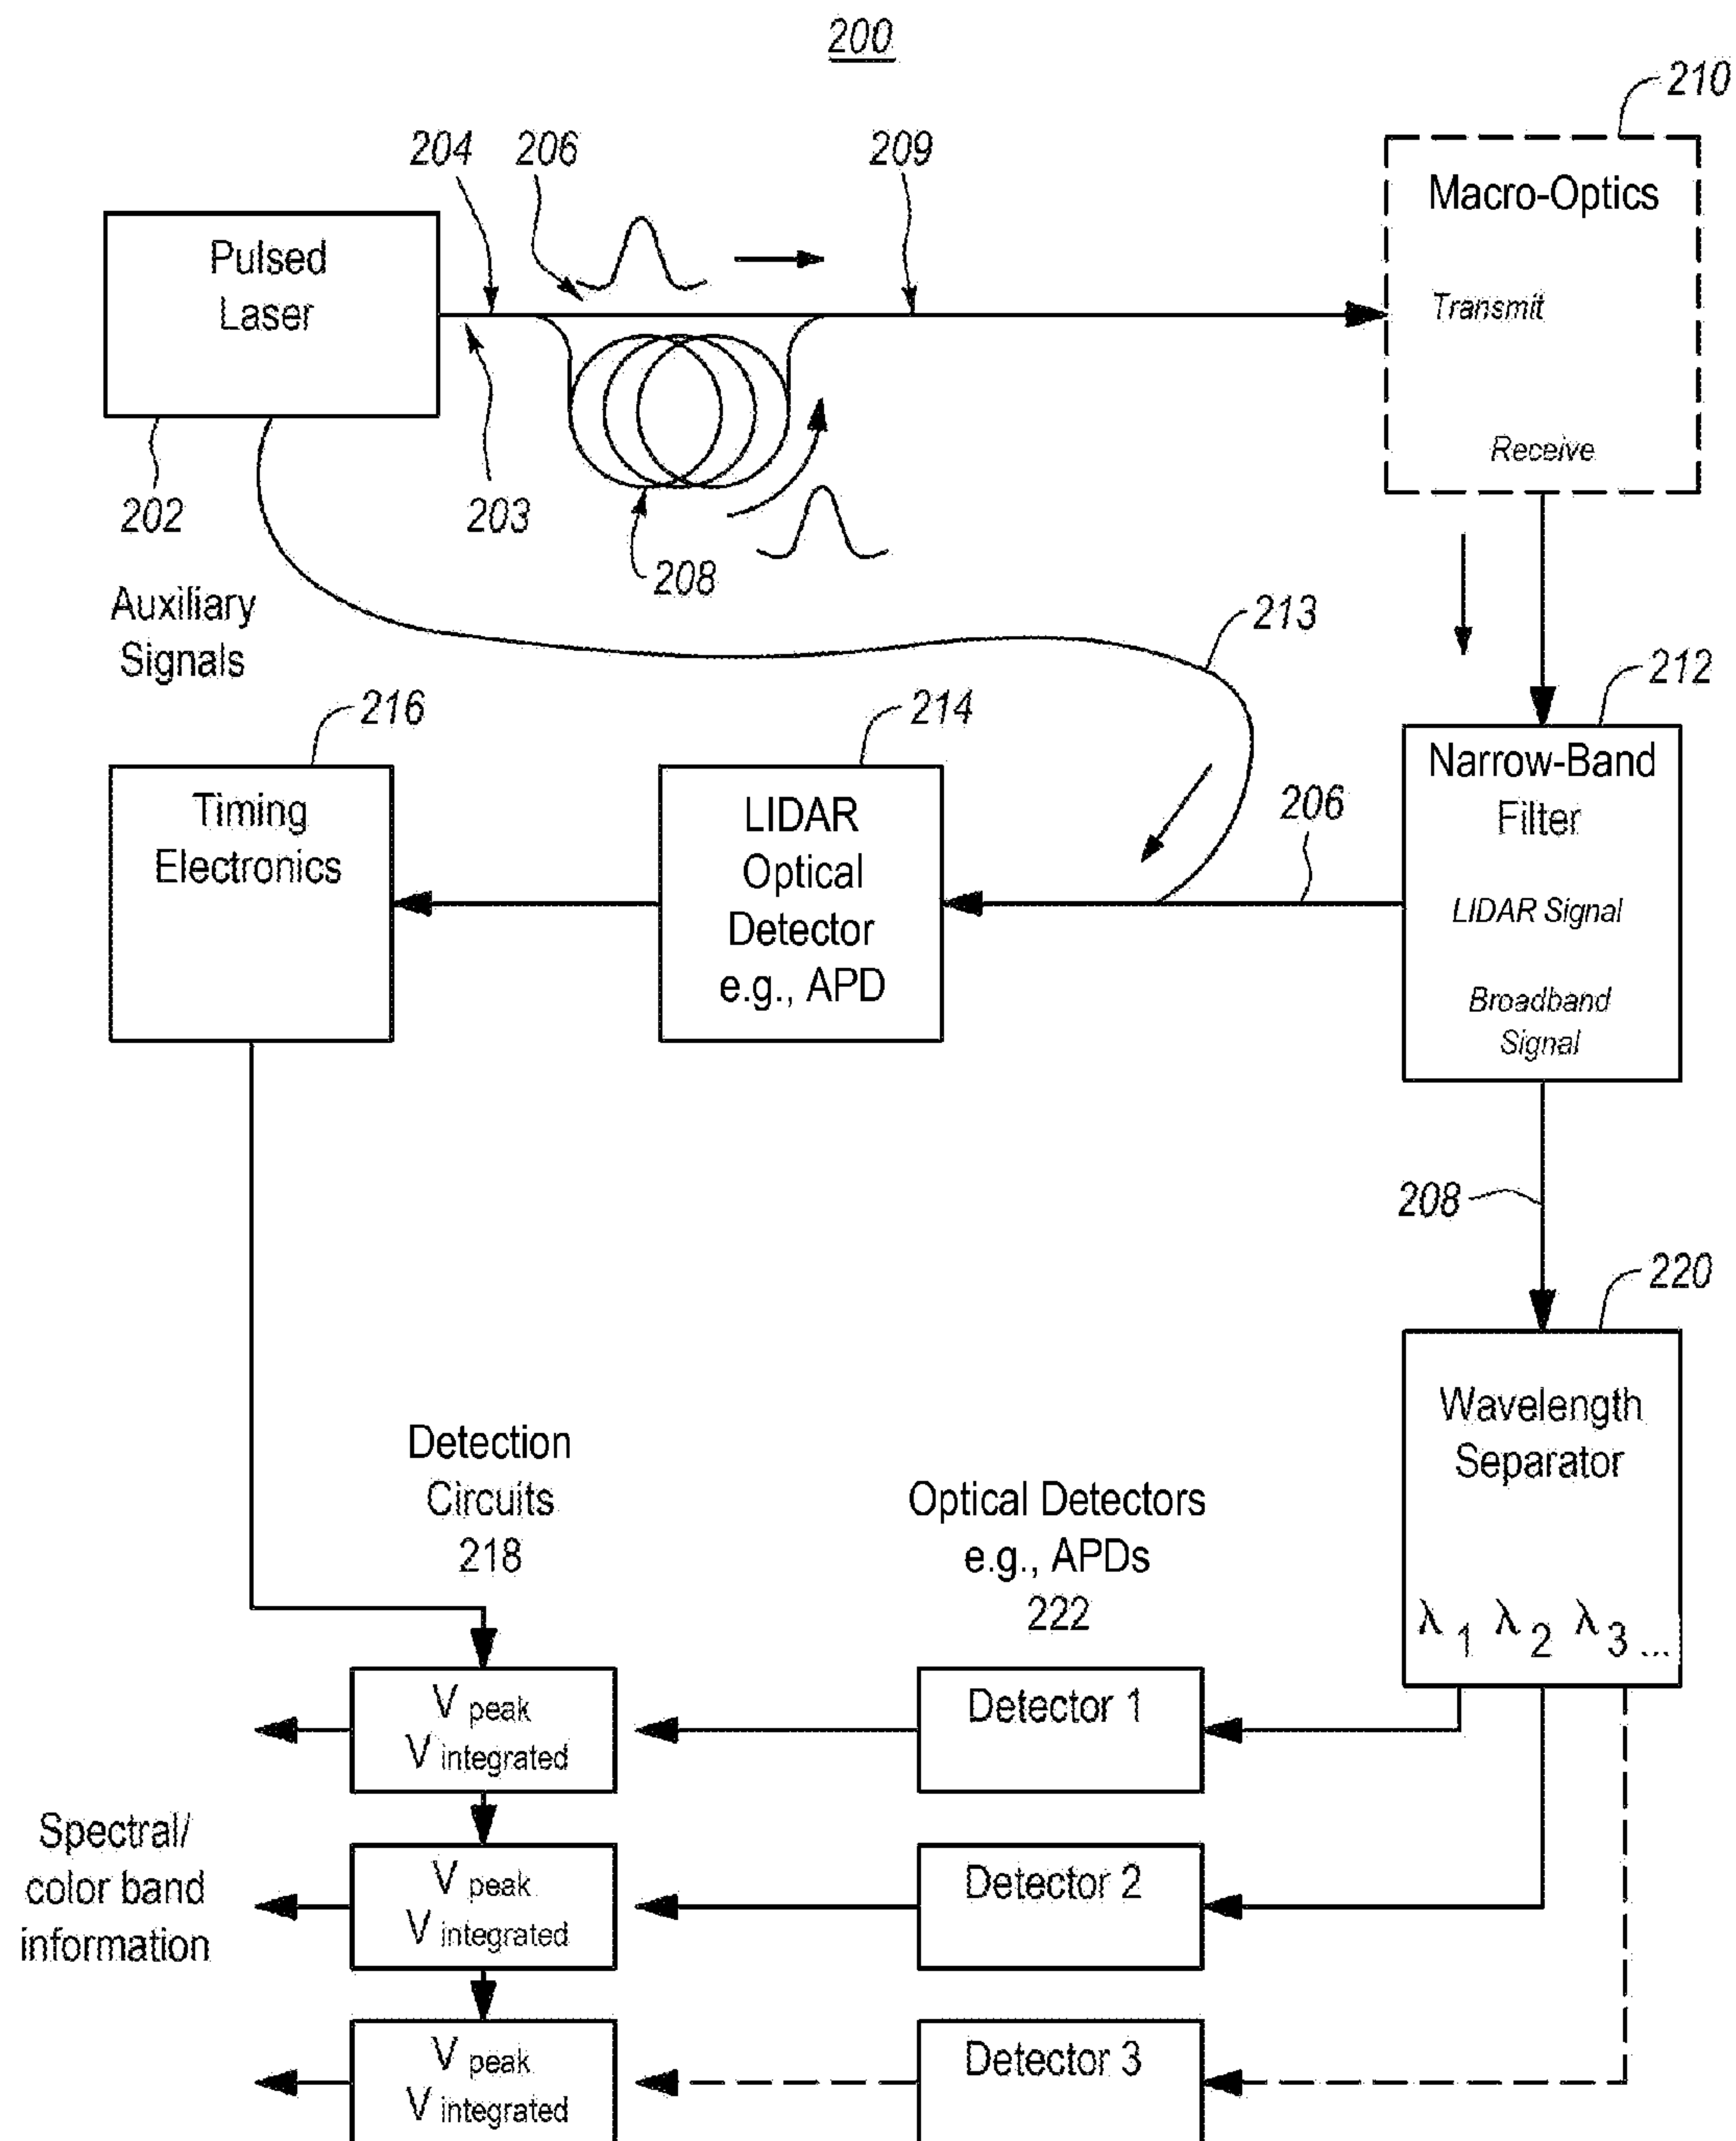 200
210
204
206
209
Macro-Optics
Pulsed
Laser
Transmit
Receive
202
203
208
Auxiliary
Signals
213
212
216
214
Narrow-Band
Filter
206
Timing
Electronics
LIDAR
Optical
Detector
e.g., APD
LIDAR Signal
Broadband
Signal
208
220
Wavelength
Separator
Detection
Circuits
218
Optical Detectors
e.g., APDs
222
λ1 λ2 λ3 ...
V peak
V integrated
Detector 1
Spectral/
color band
information
V peak
V integrated
Detector 2
V peak
V integrated
Detector 3